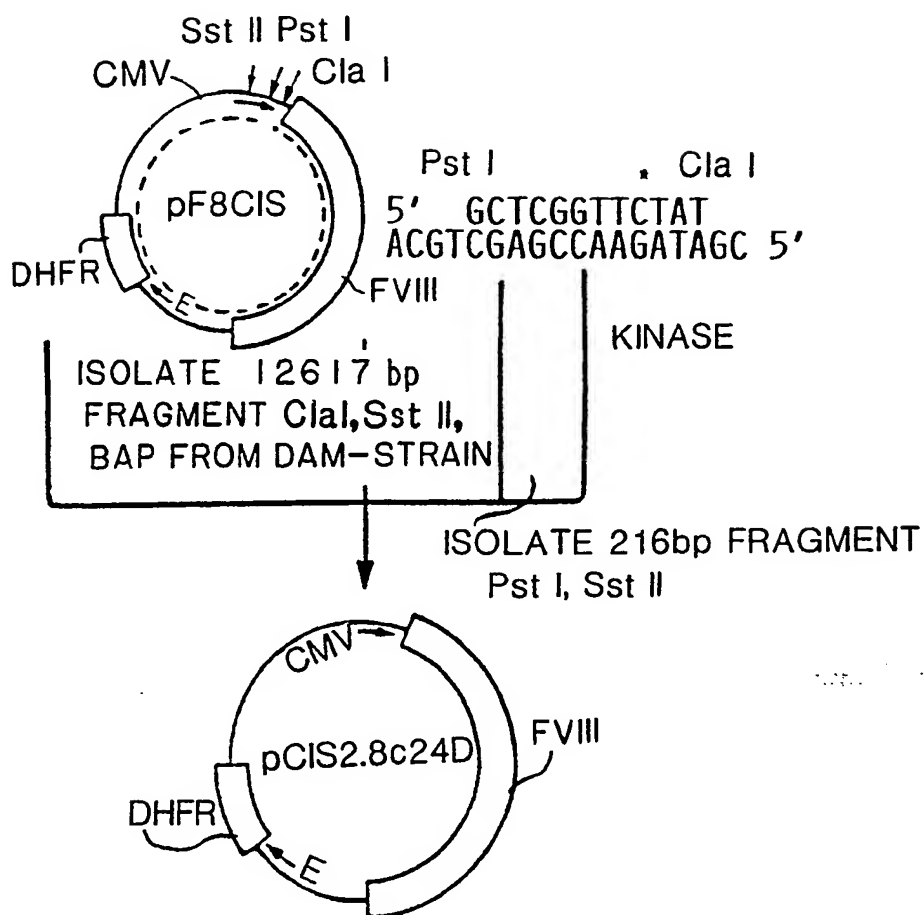 Sst II Pst I
CMV
Cla I
pF8CIS
DHFR
E
FVIII
Pst I * Cla I
5' GCTCGGTTCTAT
ACGTCGAGCCAAGATAGC 5'
KINASE
ISOLATE 12617 bp
FRAGMENT ClaI, Sst II,
BAP FROM DAM-STRAIN
ISOLATE 216bp FRAGMENT
Pst I, Sst II
CMV
pCIS2.8c24D
FVIII
DHFR
E